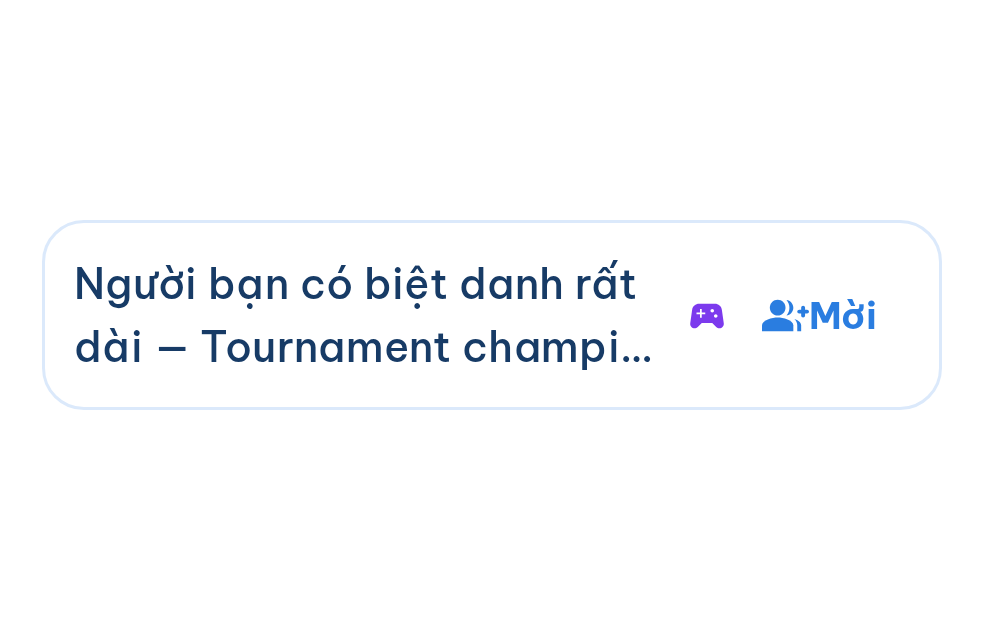 Người bạn có biệt danh rất
dài — Tournament champi...
Mời